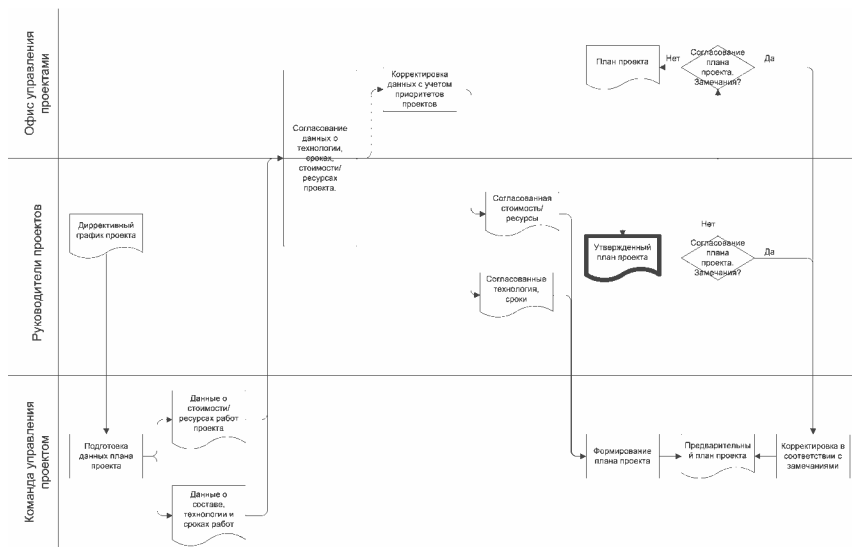 Офис управления
проектами
План проекта
Нет
Согласование
плана
проекта.
Замечания?
Да
Корректировка
данных с учетом
приоритетов
проектов
Согласование
данных о
технологии,
сроках,
стоимости/
ресурсах
проекта.
Руководители проектов
Диррективный
график проекта
Согласованная
стоимость/
ресурсы
Утвержденный
план проекта
Нет
Согласование
плана
проекта.
Замечания?
Да
Согласованные
технология,
сроки
Команда управления
проектом
Данные о
стоимости/
ресурсах работ
проекта
Подготовка
данных плана
проекта
Данные о
составе,
технологии и
сроках работ
Формирование
плана проекта
Предварительны
й план проекта
Корректировка в
соответствии с
замечаниями